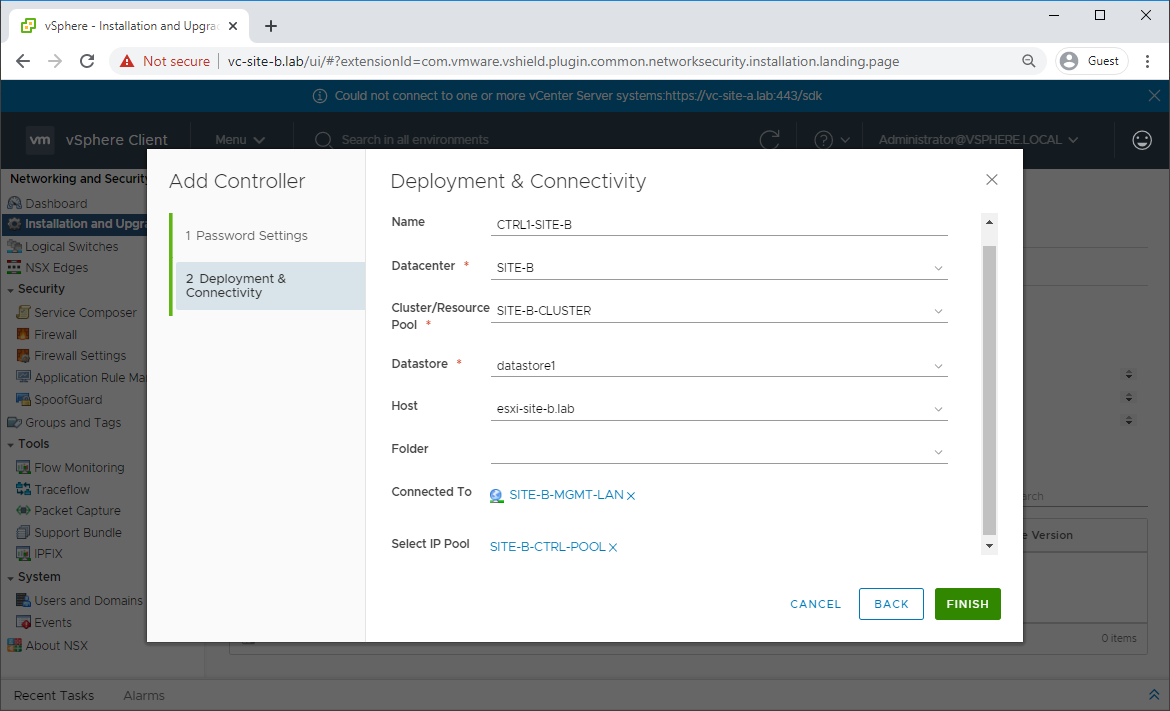 vSphere - Installation and Upgra
Not secure
vc-site-b.lab/ui/#?extensionId=com.vmware.vshield.plugin.common.networksecurity.installation.landing.page
Guest
Could not connect to one or more vCenter Server systems:https://vc-site-a.lab:443/sdk
vm vSphere Client
Menu
Search in all environments
Administrator@VSPHERE.LOCAL
Networking and Security
Dashboard
Installation and Upgra
Logical Switches
NSX Edges
Security
Service Composer
Firewall
Firewall Settings
Application Rule Ma
SpoofGuard
Groups and Tags
Tools
Flow Monitoring
Traceflow
Packet Capture
Support Bundle
IPFIX
System
Users and Domains
Events
About NSX
Add Controller
1 Password Settings
2 Deployment &
Connectivity
Deployment & Connectivity
Name
CTRL1-SITE-B
Datacenter *
SITE-B
Cluster/Resource
Pool *
SITE-B-CLUSTER
Datastore *
datastore1
Host
esxi-site-b.lab
Folder
Connected To
SITE-B-MGMT-LAN
Select IP Pool
SITE-B-CTRL-POOL
CANCEL
BACK
FINISH
arch
e Version
0 items
Recent Tasks
Alarms